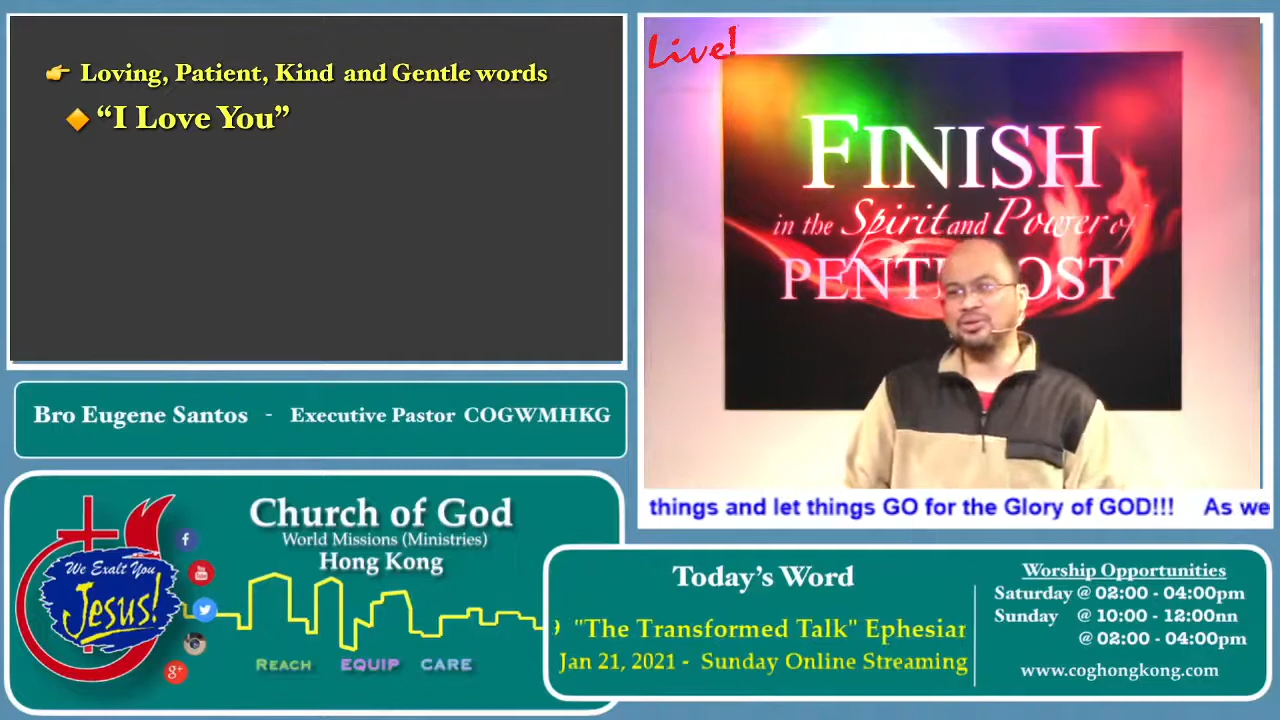 Loving, Patient, Kind and Gentle words
“I Love You”
Live!
FINISH
in the Spirit and Power of
PENT OST
Bro Eugene Santos - Executive Pastor COGWMHKG
things and let things GO for the Glory of GOD!!! As we
Church of God
World Missions (Ministries)
Hong Kong
We Exalt You
Jesus!
REACH EQUIP CARE
Today's Word
"The Transformed Talk" Ephesian
Jan 21, 2021 - Sunday Online Streaming
Worship Opportunities
Saturday @ 02:00 - 04:00pm
Sunday @ 10:00 - 12:00nn
@ 02:00 - 04:00pm
www.coghongkong.com